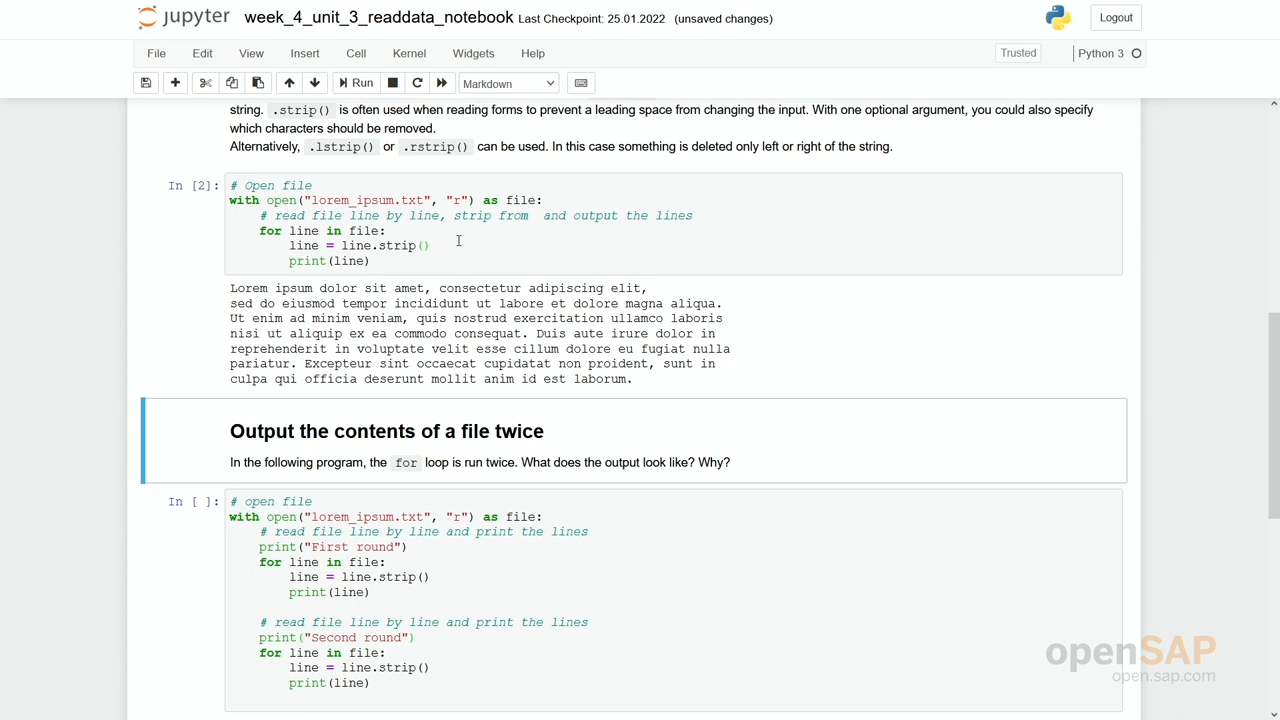 jupyter week_4_unit_3_readdata_notebook Last Checkpoint: 25.01.2022 (unsaved changes) Logout
File Edit View Insert Cell Kernel Widgets Help Trusted Python 3
Run Markdown
string. .strip() is often used when reading forms to prevent a leading space from changing the input. With one optional argument, you could also specify
which characters should be removed.
Alternatively, .lstrip() or .rstrip() can be used. In this case something is deleted only left or right of the string.
In [2]: # Open file
with open("lorem_ipsum.txt", "r") as file:
    # read file line by line, strip from  and output the lines
    for line in file:
        line = line.strip()
        print(line)
Lorem ipsum dolor sit amet, consectetur adipiscing elit,
sed do eiusmod tempor incididunt ut labore et dolore magna aliqua.
Ut enim ad minim veniam, quis nostrud exercitation ullamco laboris
nisi ut aliquip ex ea commodo consequat. Duis aute irure dolor in
reprehenderit in voluptate velit esse cillum dolore eu fugiat nulla
pariatur. Excepteur sint occaecat cupidatat non proident, sunt in
culpa qui officia deserunt mollit anim id est laborum.
Output the contents of a file twice
In the following program, the for loop is run twice. What does the output look like? Why?
In [ ]: # open file
with open("lorem_ipsum.txt", "r") as file:
    # read file line by line and print the lines
    print("First round")
    for line in file:
        line = line.strip()
        print(line)
    # read file line by line and print the lines
    print("Second round")
    for line in file:
        line = line.strip()
        print(line)
openSAP
open.sap.com